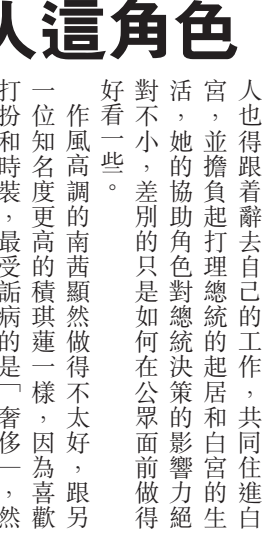 人這角色
人也得跟着辭去自己的工作，共同住進白
宮，並擔負起打理總統的起居和白宮的生
活，她的協助角色對總統決策的影響力絕
對不小，差別的只是如何在公眾面前做得
好看一些。
作風高調的南茜顯然做得不太好，跟另
一位知名度更高的積琪蓮一樣，因為喜歡
打扮和時裝，最受詬病的是「奢侈」，然